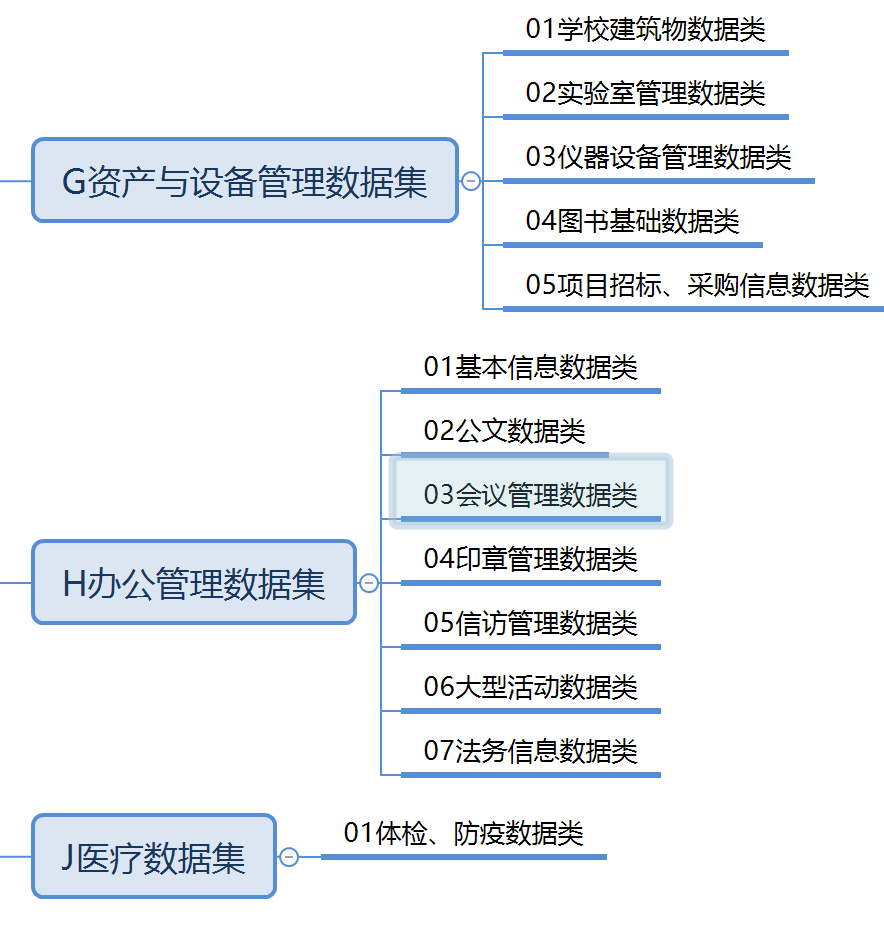 G资产与设备管理数据集
01学校建筑物数据类
02实验室管理数据类
03仪器设备管理数据类
04图书基础数据类
05项目招标、采购信息数据类
H办公管理数据集
01基本信息数据类
02公文数据类
03会议管理数据类
04印章管理数据类
05信访管理数据类
06大型活动数据类
07法务信息数据类
J医疗数据集
01体检、防疫数据类